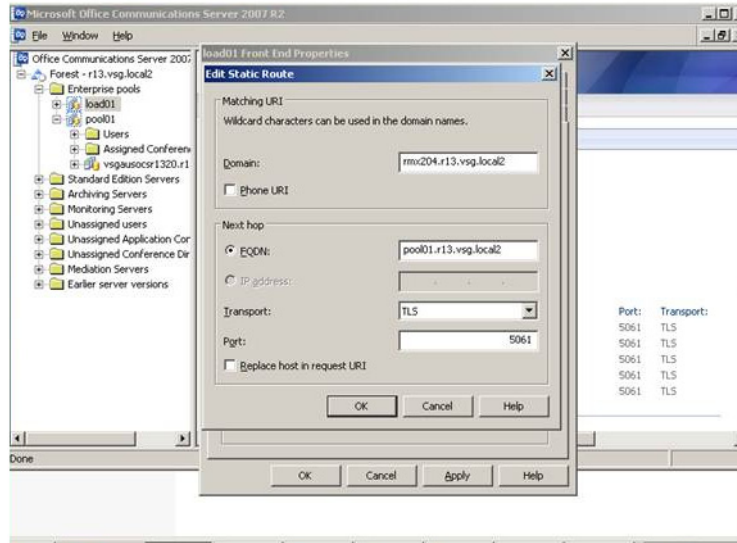 Microsoft Office Communications Server 2007 R2
File Window Help
Office Communications Server 2007
Forest - r13.vsg.local2
Enterprise pools
load01
pool01
Users
Assigned Conferen
vsgausocsr1320.r1
Standard Edition Servers
Archiving Servers
Monitoring Servers
Unassigned users
Unassigned Application Con
Unassigned Conference Dir
Mediation Servers
Earlier server versions
Done
load01 Front End Properties
Edit Static Route
Matching URI
Wildcard characters can be used in the domain names.
Domain: rmx204.r13.vsg.local2
Phone URI
Next hop
FQDN: pool01.r13.vsg.local2
IP address:
Transport: TLS
Port: 5061
Replace host in request URI
OK Cancel Help
OK Cancel Apply Help
Port: Transport:
5061 TLS
5061 TLS
5061 TLS
5061 TLS
5061 TLS